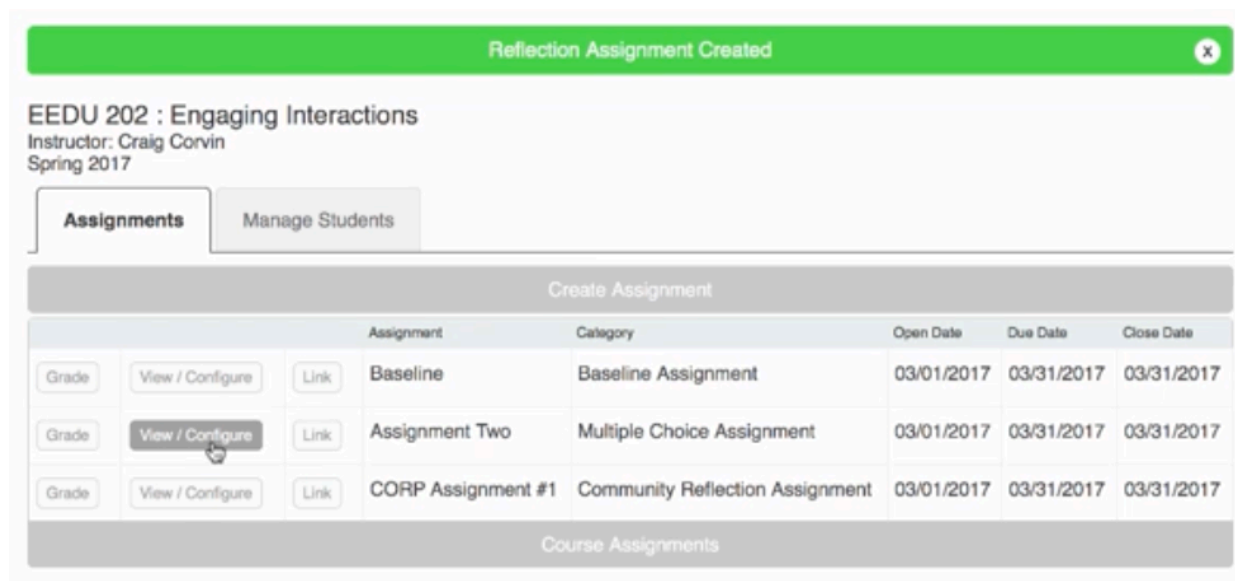 Reflection Assignment Created X
EEDU 202 : Engaging Interactions
Instructor: Craig Corvin
Spring 2017
Assignments Manage Students
Create Assignment
Assignment Category Open Date Due Date Close Date
Grade View / Configure Link Baseline Baseline Assignment 03/01/2017 03/31/2017 03/31/2017
Grade View / Configure Link Assignment Two Multiple Choice Assignment 03/01/2017 03/31/2017 03/31/2017
Grade View / Configure Link CORP Assignment #1 Community Reflection Assignment 03/01/2017 03/31/2017 03/31/2017
Course Assignments